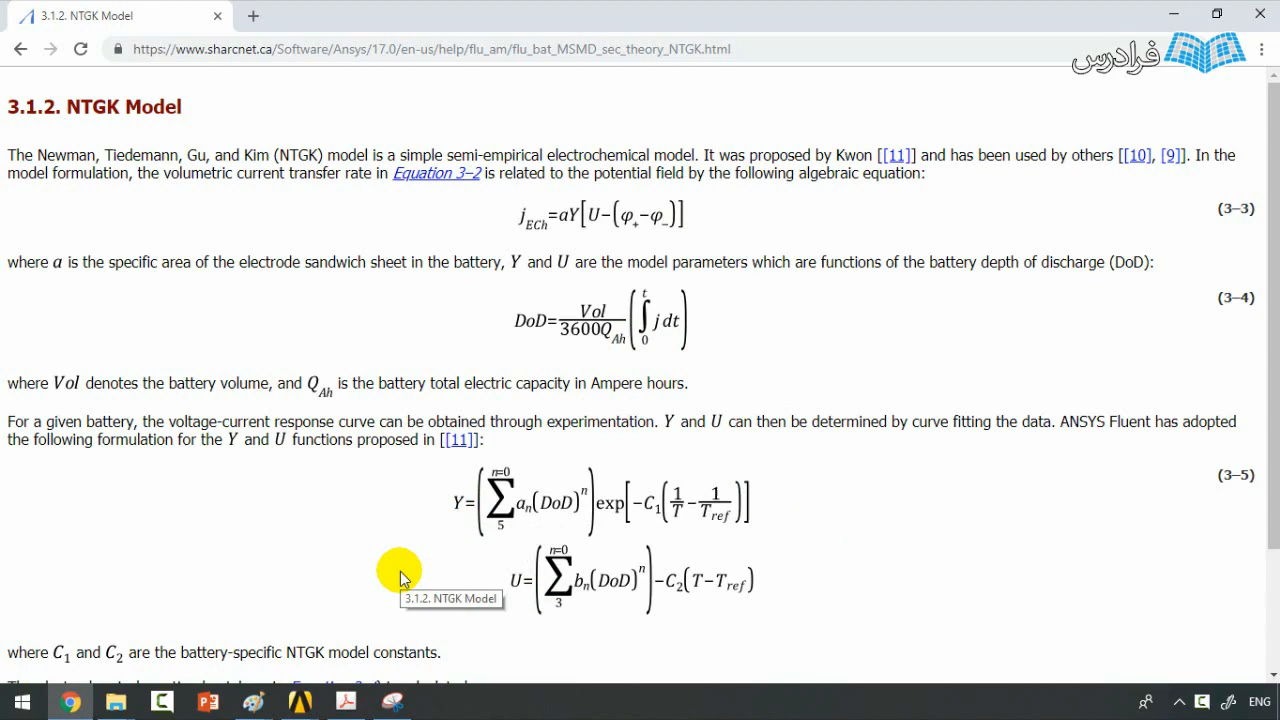 3.1.2. NTGK Model
https://www.sharcnet.ca/Software/Ansys/17.0/en-us/help/flu_am/flu_bat_MSMD_sec_theory_NTGK.html
فرادرس
3.1.2. NTGK Model
The Newman, Tiedemann, Gu, and Kim (NTGK) model is a simple semi-empirical electrochemical model. It was proposed by Kwon [[11]] and has been used by others [[10], [9]]. In the
model formulation, the volumetric current transfer rate in Equation 3–2 is related to the potential field by the following algebraic equation:
j_ECh=aY[U−(φ₊−φ₋)] (3–3)
where a is the specific area of the electrode sandwich sheet in the battery, Y and U are the model parameters which are functions of the battery depth of discharge (DoD):
DoD=Vol/3600Q_Ah(∫₀ᵗ j dt) (3–4)
where Vol denotes the battery volume, and Q_Ah is the battery total electric capacity in Ampere hours.
For a given battery, the voltage-current response curve can be obtained through experimentation. Y and U can then be determined by curve fitting the data. ANSYS Fluent has adopted
the following formulation for the Y and U functions proposed in [[11]]:
Y=(n=0 ∑ 5 aₙ(DoD)ⁿ)exp[−C₁(1/T−1/T_ref)] (3–5)
U=(n=0 ∑ 3 bₙ(DoD)ⁿ)−C₂(T−T_ref)
3.1.2. NTGK Model
where C₁ and C₂ are the battery-specific NTGK model constants.
ENG